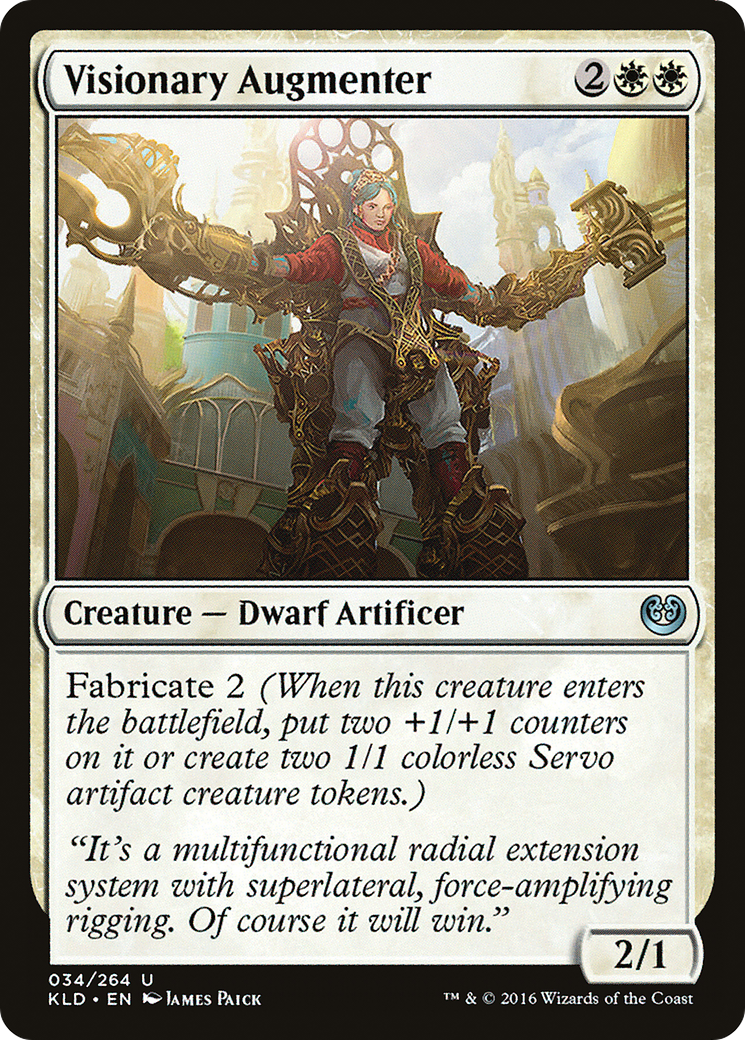 Visionary Augmenter 2
Creature — Dwarf Artificer
Fabricate 2 (When this creature enters
the battlefield, put two +1/+1 counters
on it or create two 1/1 colorless Servo
artifact creature tokens.)
“It’s a multifunctional radial extension
system with superlateral, force-amplifying
rigging. Of course it will win.”
2/1
034/264 U
KLD • EN James Paick
™ & © 2016 Wizards of the Coast